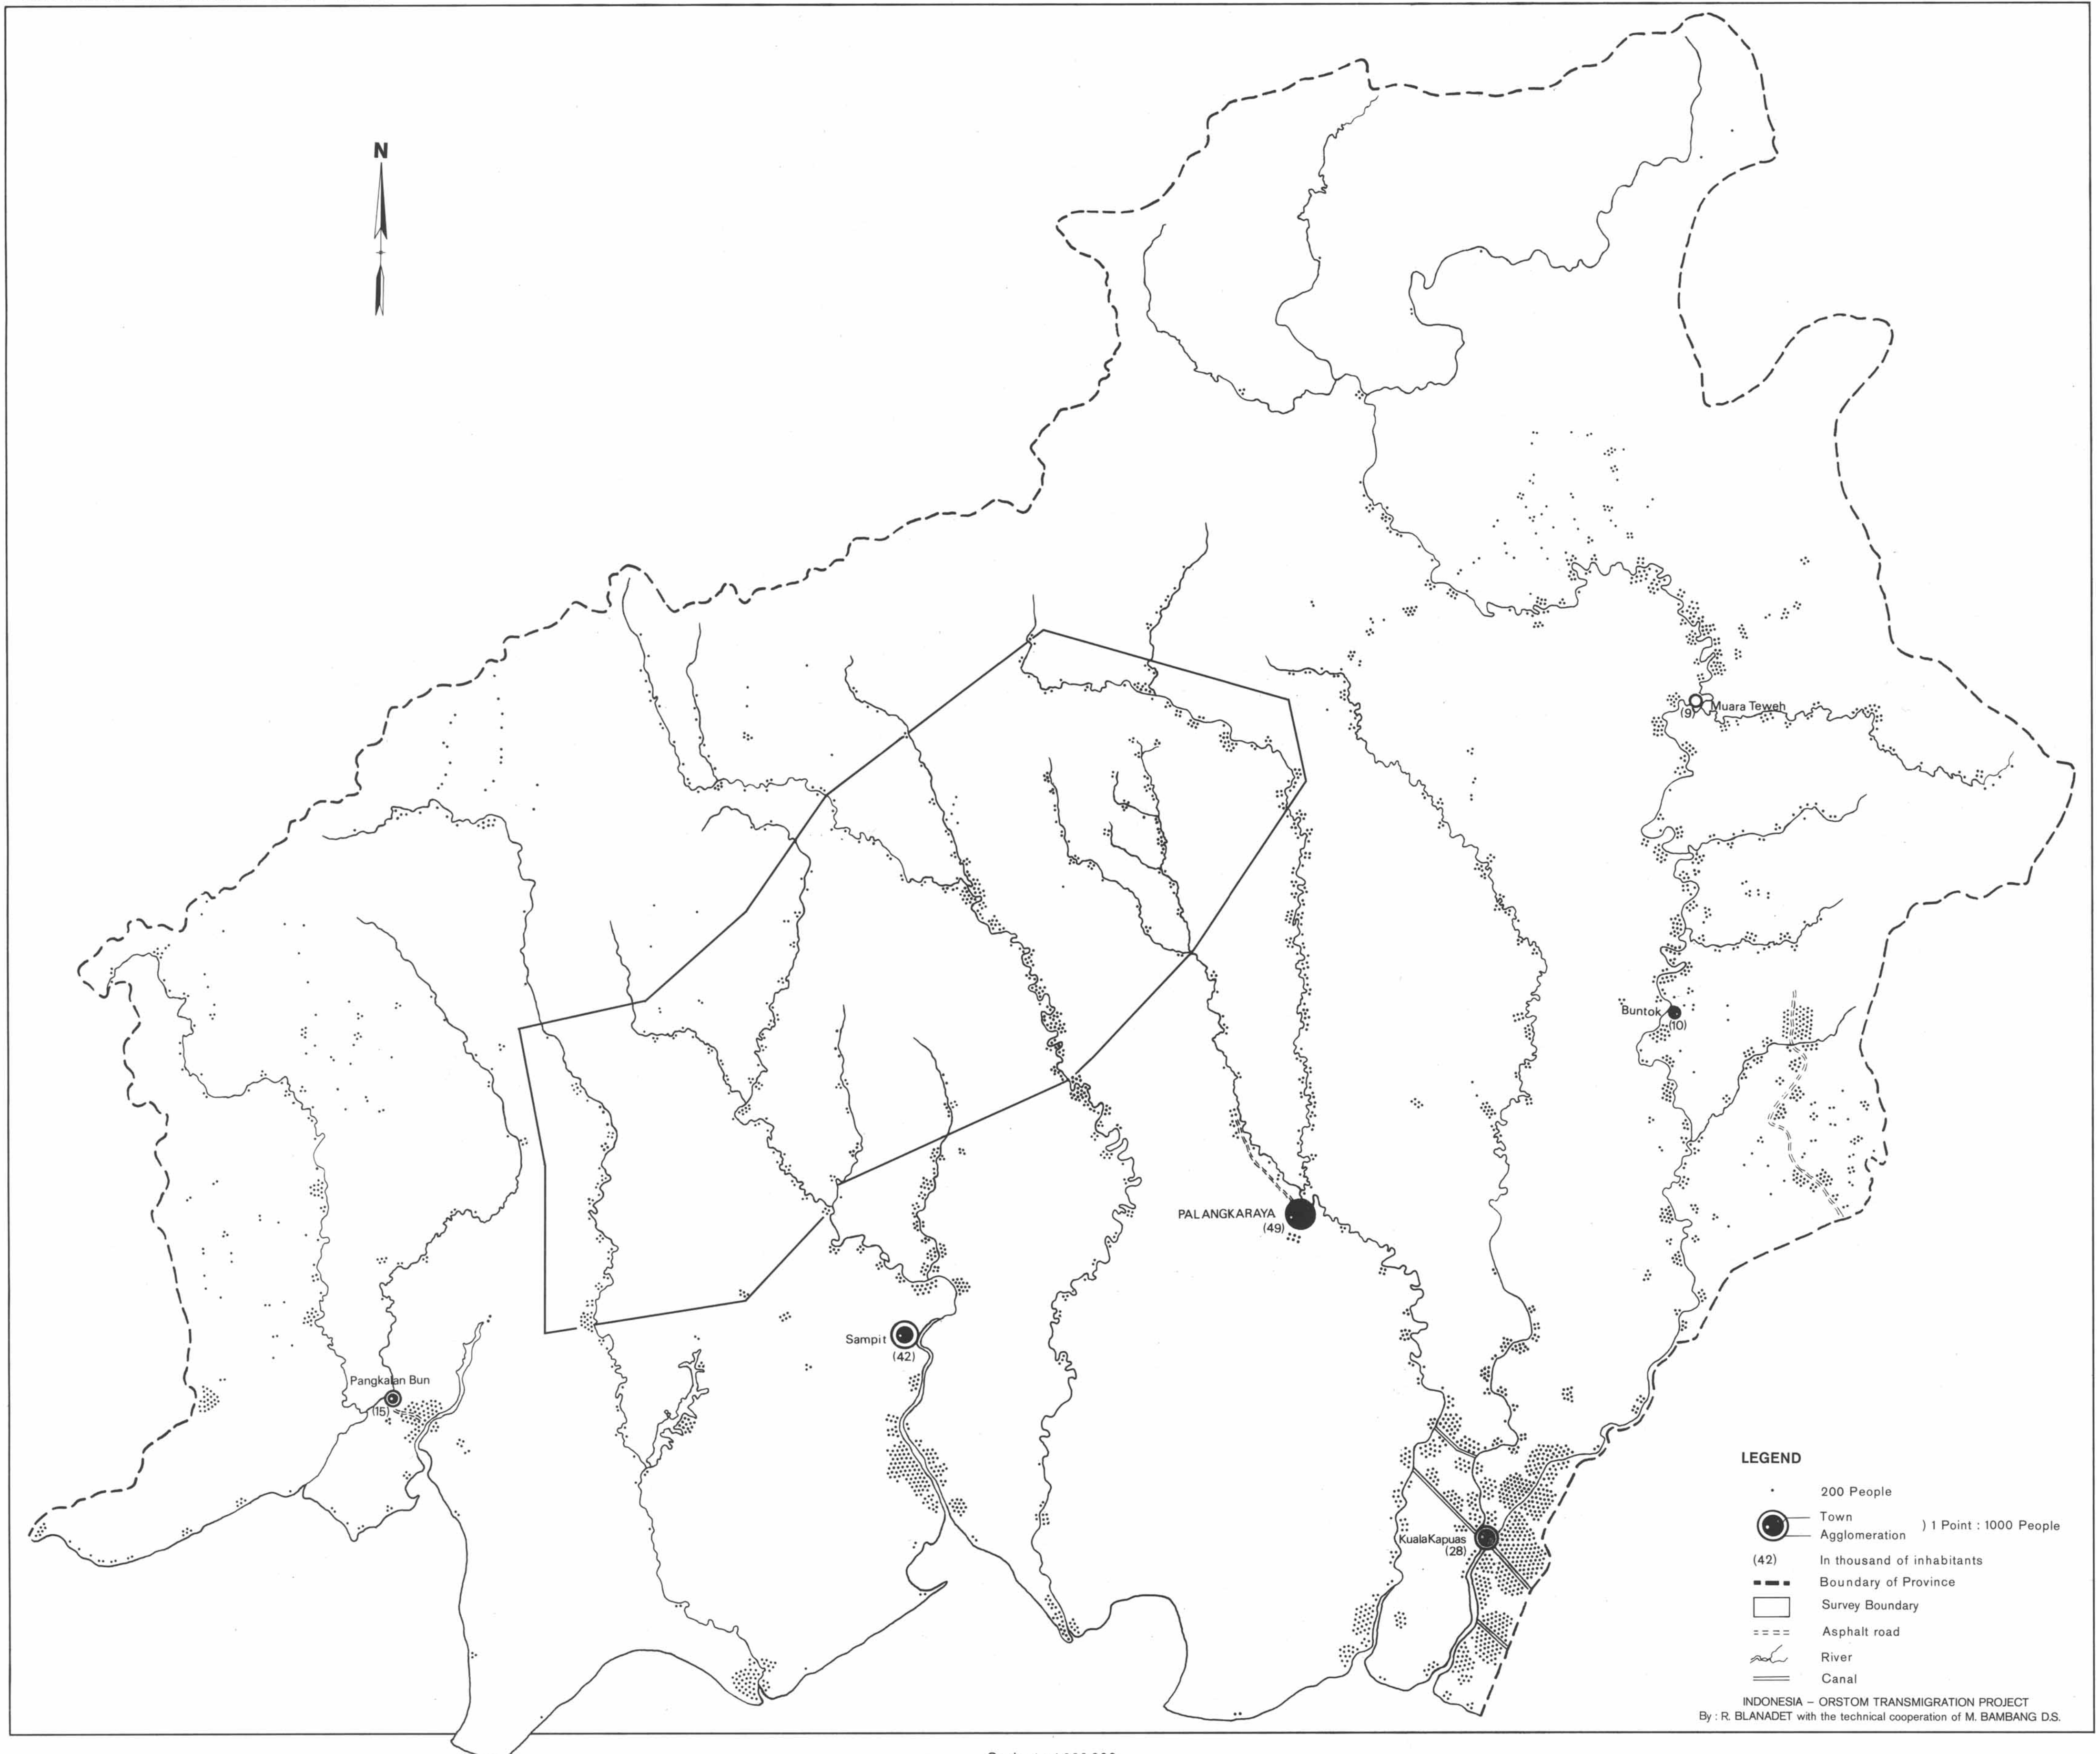 N
Muara Teweh
(9)
Buntok
(10)
PALANGKARAYA
(49)
Sampit
(42)
Pangkalan Bun
(15)
KualaKapuas
(28)
LEGEND
200 People
Town
Agglomeration
) 1 Point : 1000 People
(42) In thousand of inhabitants
Boundary of Province
Survey Boundary
Asphalt road
River
Canal
INDONESIA – ORSTOM TRANSMIGRATION PROJECT
By : R. BLANADET with the technical cooperation of M. BAMBANG D.S.